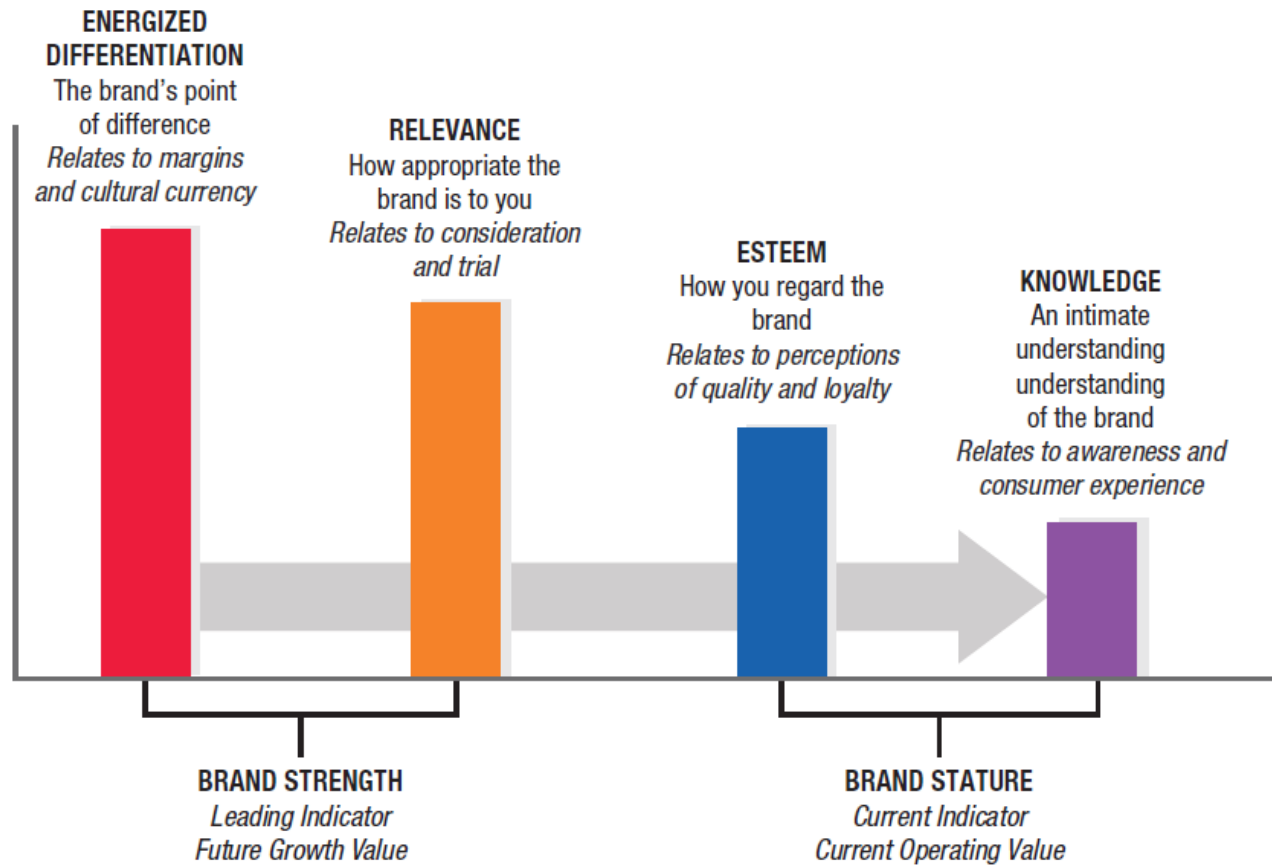 ENERGIZED
DIFFERENTIATION
The brand's point
of difference
Relates to margins
and cultural currency
RELEVANCE
How appropriate the
brand is to you
Relates to consideration
and trial
ESTEEM
How you regard the
brand
Relates to perceptions
of quality and loyalty
KNOWLEDGE
An intimate
understanding
understanding
of the brand
Relates to awareness and
consumer experience
BRAND STRENGTH
Leading Indicator
Future Growth Value
BRAND STATURE
Current Indicator
Current Operating Value